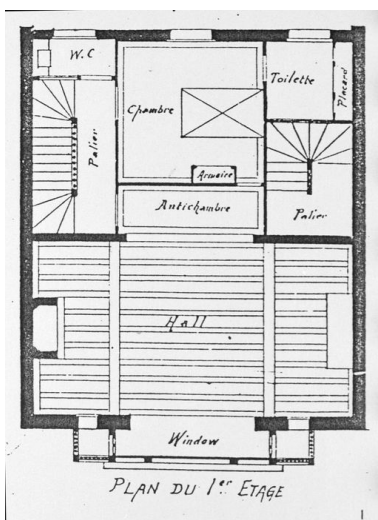 W.C
Toilette
Placard
Chambre
Palier
Armoire
Antichambre
Palier
Hall
Window
PLAN DU 1er ETAGE